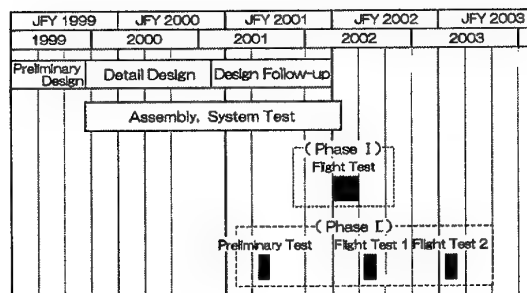 JFY 1999 JFY 2000 JFY 2001 JFY 2002 JFY 2003
1999 2000 2001 2002 2003
Preliminary Design
Detail Design
Design Follow-up
Assembly, System Test
( Phase I )
Flight Test
( Phase II )
Preliminary Test Flight Test 1 Flight Test 2